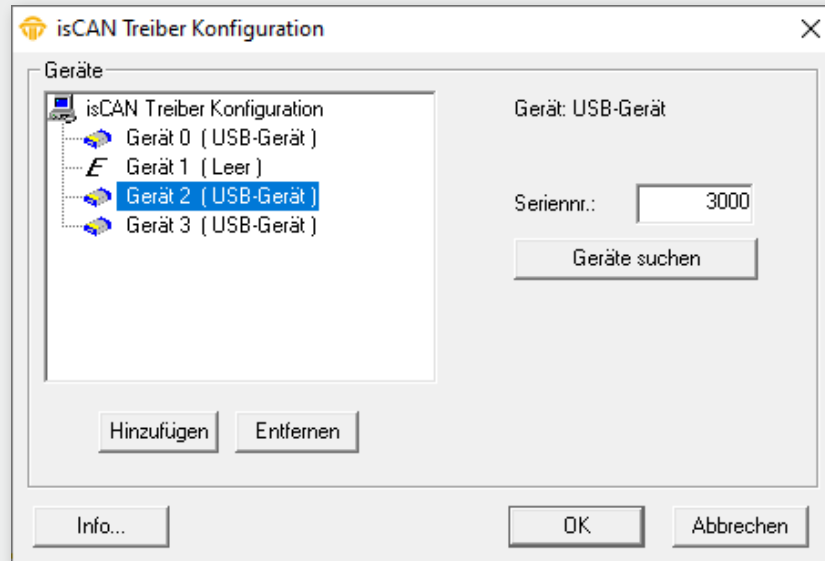 isCAN Treiber Konfiguration
Geräte
isCAN Treiber Konfiguration
Gerät 0 ( USB-Gerät )
E Gerät 1 ( Leer )
Gerät 2 ( USB-Gerät )
Gerät 3 ( USB-Gerät )
Gerät: USB-Gerät
Seriennr.: 3000
Geräte suchen
Hinzufügen Entfernen
Info... OK Abbrechen